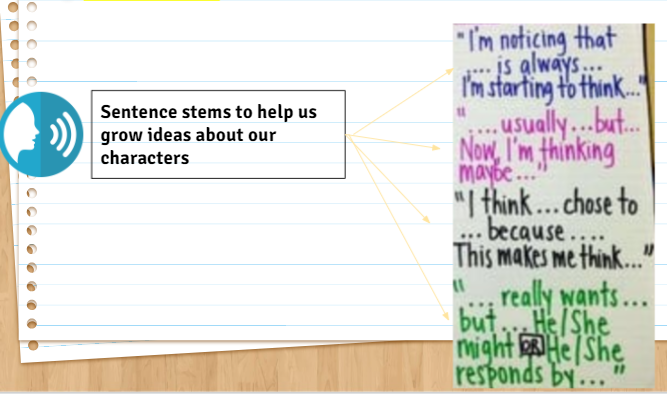 Sentence stems to help us
grow ideas about our
characters
"I'm noticing that
.... is always...
I'm starting to think..."
"....usually...but...
Now, I'm thinking
maybe..."
"I think...chose to
...because....
This makes me think..."
"...really wants...
but...He/She
might OR He/She
responds by..."